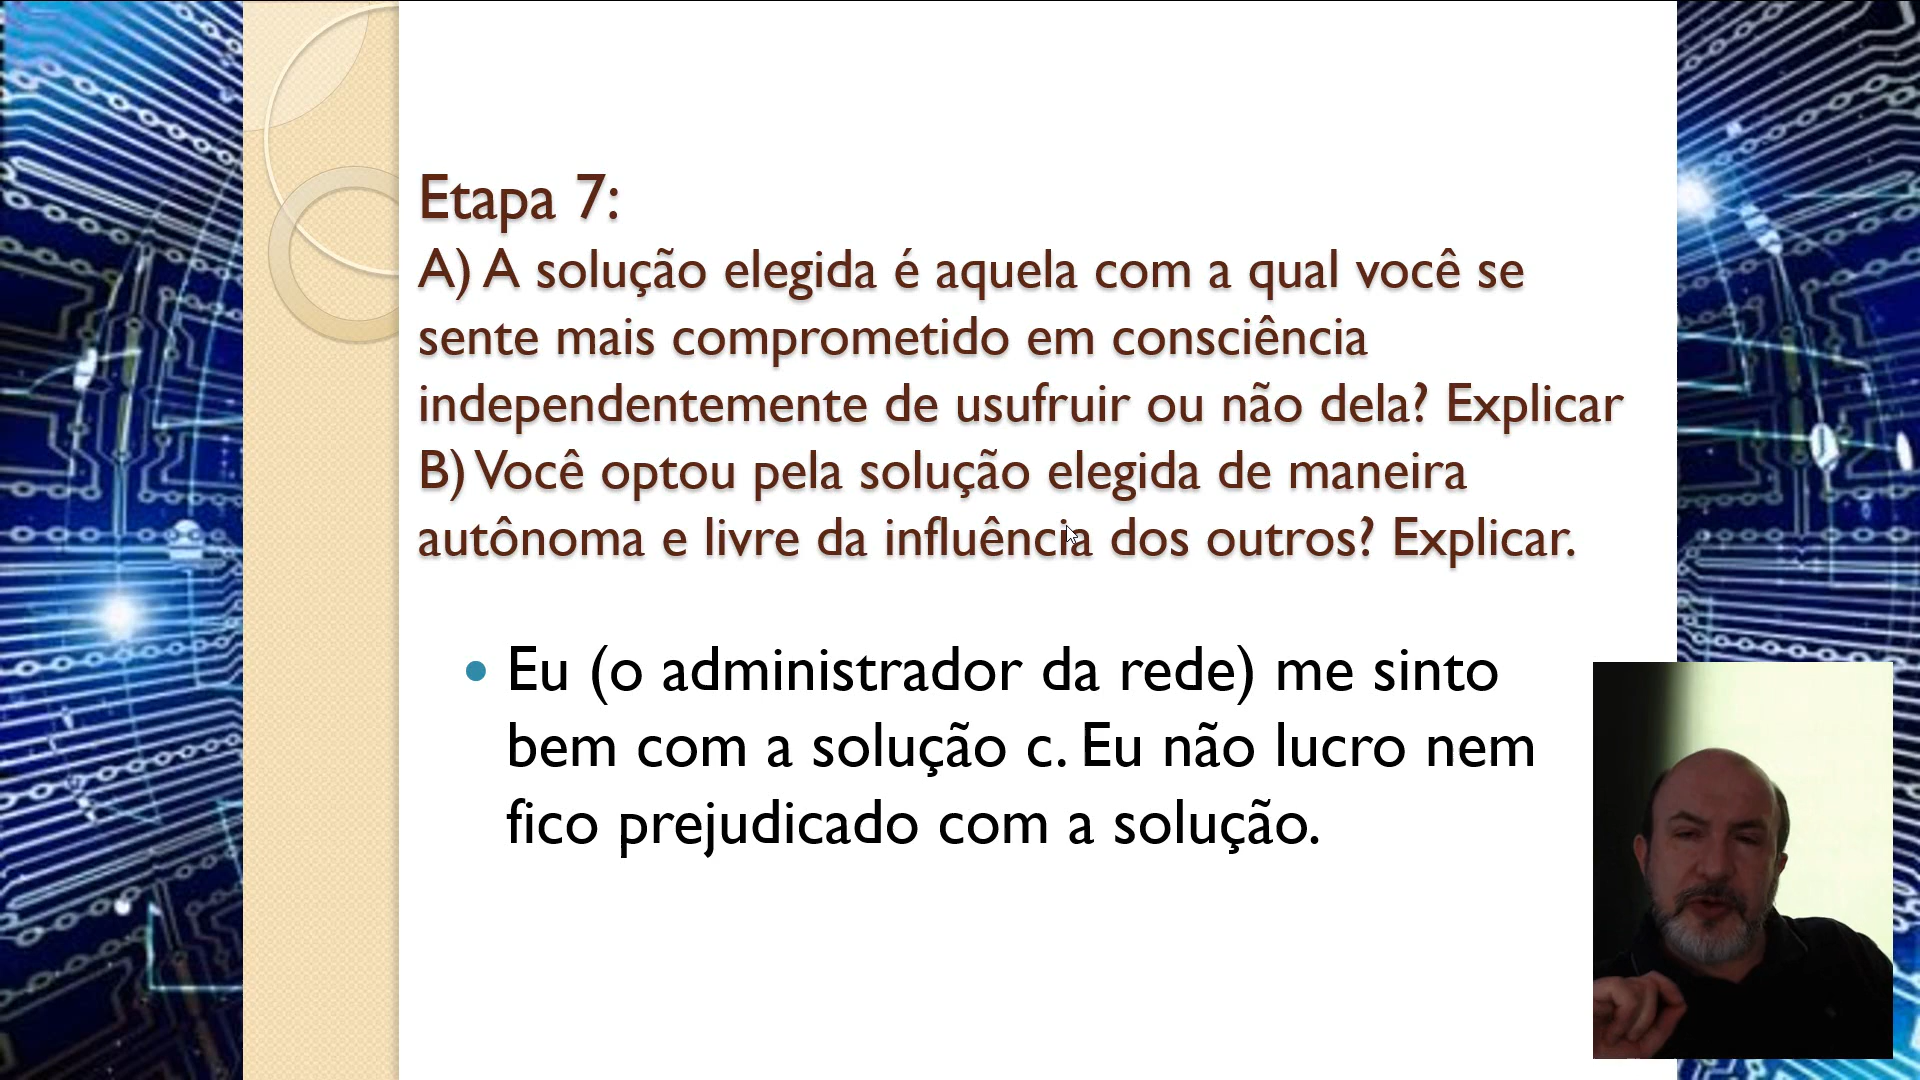 Etapa 7:
A) A solução elegida é aquela com a qual você se
sente mais comprometido em consciência
independentemente de usufruir ou não dela? Explicar
B) Você optou pela solução elegida de maneira
autônoma e livre da influência dos outros? Explicar.
Eu (o administrador da rede) me sinto
bem com a solução c. Eu não lucro nem
fico prejudicado com a solução.